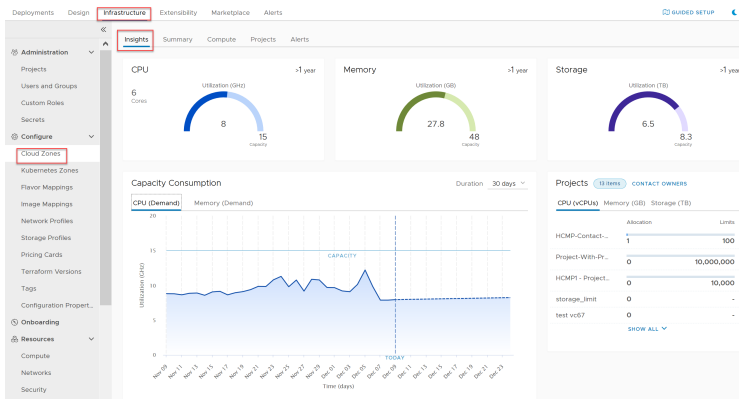 Deployments Design Infrastructure Extensibility Marketplace Alerts GUIDED SETUP
«
Insights Summary Compute Projects Alerts
Administration
Projects
Users and Groups
Custom Roles
Secrets
Configure
Cloud Zones
Kubernetes Zones
Flavor Mappings
Image Mappings
Network Profiles
Storage Profiles
Pricing Cards
Terraform Versions
Tags
Configuration Propert...
Onboarding
Resources
Compute
Networks
Security
CPU >1 year
Utilization (GHz)
6
Cores
8
15
Capacity
Memory >1 year
Utilization (GB)
27.8
48
Capacity
Storage >1 yea
Utilization (TB)
6.5
8.3
Capacity
Capacity Consumption Duration 30 days
CPU (Demand) Memory (Demand)
Utilization (GHz)
20
15
10
5
0
CAPACITY
TODAY
Nov 09 Nov 11 Nov 13 Nov 15 Nov 17 Nov 19 Nov 21 Nov 23 Nov 25 Nov 27 Nov 29 Dec 01 Dec 03 Dec 05 Dec 07 Dec 09 Dec 11 Dec 13 Dec 15 Dec 17 Dec 19 Dec 21 Dec 23
Time (days)
Projects 13 items CONTACT OWNERS
CPU (vCPUs) Memory (GB) Storage (TB)
Allocation Limits
HCMP-Contact-... 1 100
Project-With-Pr... 0 10,000,000
HCMP1 - Project... 0 10,000
storage_limit 0 -
test vc67 0 -
SHOW ALL